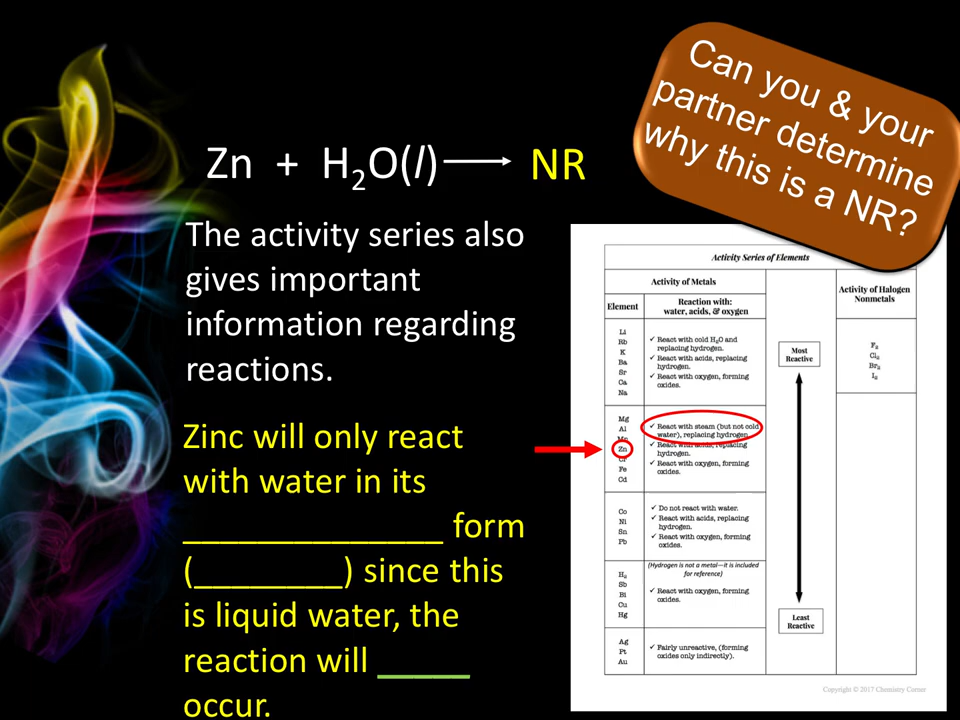 Can you & your
partner determine
why this is a NR?
Zn + H₂O(l) ⟶ NR
The activity series also
gives important
information regarding
reactions.
Zinc will only react
with water in its
______________ form
(________) since this
is liquid water, the
reaction will _____
occur.
Activity Series of Elements
Activity of Metals
Element
Reaction with:
water, acids, & oxygen
Li
Rb
K
Ba
Sr
Ca
Na
✓ React with cold H₂O and
replacing hydrogen.
✓ React with acids, replacing
hydrogen.
✓ React with oxygen, forming
oxides.
Mg
Al
Mn
Zn
Cr
Fe
Cd
✓ React with steam (but not cold
water), replacing hydrogen.
✓ React with acids, replacing
hydrogen.
✓ React with oxygen, forming
oxides.
Co
Ni
Sn
Pb
✓ Do not react with water.
✓ React with acids, replacing
hydrogen.
✓ React with oxygen, forming
oxides.
H₂
Sb
Bi
Cu
Hg
(Hydrogen is not a metal—it is included
for reference)
✓ React with oxygen, forming
oxides.
Ag
Pt
Au
✓ Fairly unreactive, (forming
oxides only indirectly).
Most
Reactive
Least
Reactive
Activity of Halogen
Nonmetals
F₂
Cl₂
Br₂
I₂
Copyright © 2017 Chemistry Corner